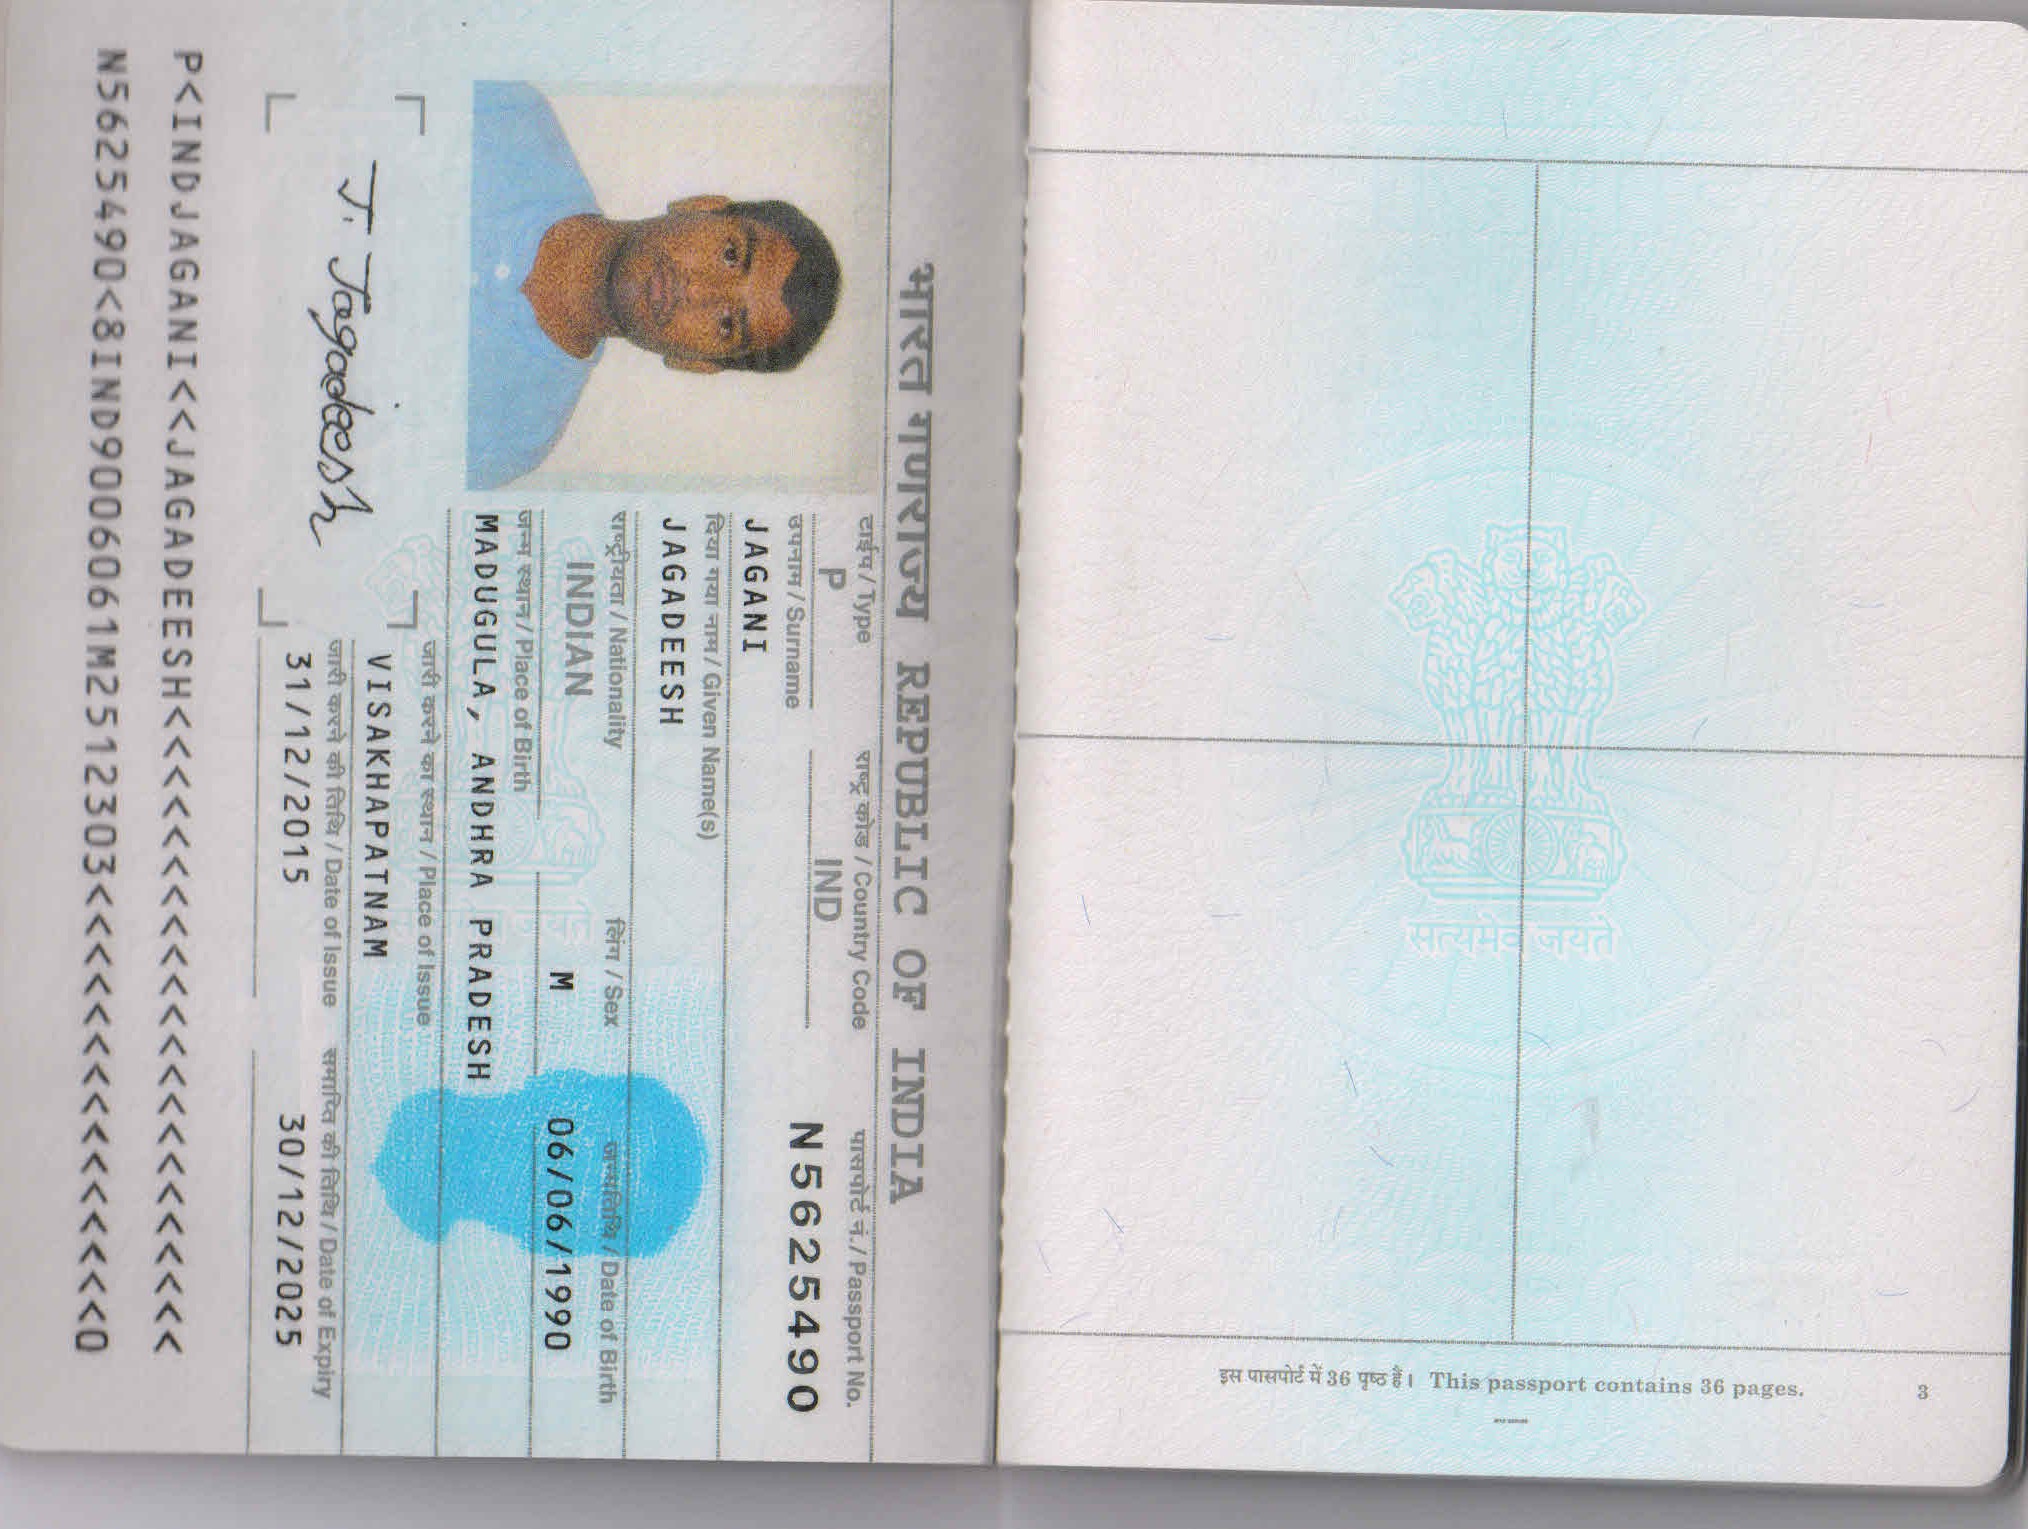 3
इस पासपोर्ट में 36 पृष्ठ है। This passport contains 36 pages.
सत्यमेव जयते
भारत गणराज्य REPUBLIC OF INDIA
टाईप / Type राष्ट्र कोड / Country Code पासपोर्ट नं. / Passport No.
P IND N5625490
उपनाम / Surname
JAGANI
दिया गया नाम / Given Name(s)
JAGADEESH
राष्ट्रीयता / Nationality लिंग / Sex जन्मतिथि / Date of Birth
INDIAN M 06/06/1990
जन्म स्थान / Place of Birth
MADUGULA, ANDHRA PRADESH
जारी करने का स्थान / Place of Issue
VISAKHAPATNAM
जारी करने की तिथि / Date of Issue समाप्ति की तिथि / Date of Expiry
31/12/2015 30/12/2025
J. Jagadeesh
P<INDJAGANI<<JAGADEESH<<<<<<<<<<<<<<<<<<<<<<
N5625490<8IND9006061M2512303<<<<<<<<<<<<<<<0